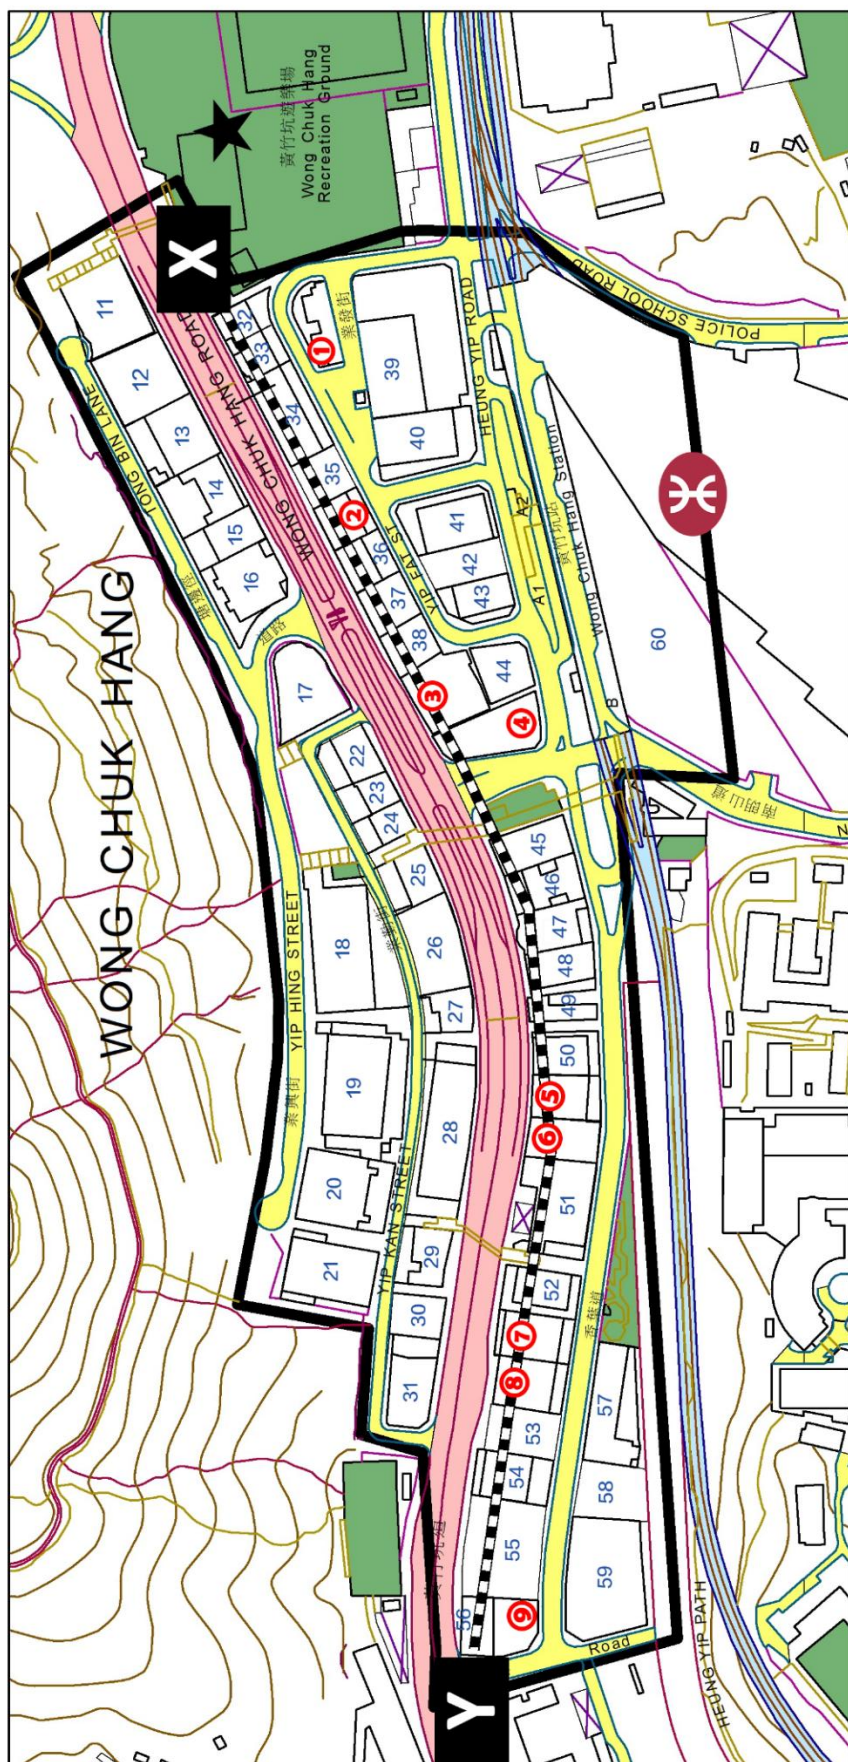 WONG CHUK HANG
黃竹坑遊樂場
Wong Chuk Hang
Recreation Ground
X
Y
TONG BIN LANE
WONG CHUK HANG ROAD
黃竹坑道
YIP HING STREET
業興街
YIP KAN STREET
業勤街
YIP FAT ST
業發街
HEUNG YIP ROAD
香葉道
POLICE SCHOOL ROAD
黃竹坑站
Wong Chuk Hang Station
A1
A2
B
南朗山道
HEUNG YIP PATH
Road
11
12
13
14
15
16
17
18
19
20
21
22
23
24
25
26
27
28
29
30
31
32
33
34
35
36
37
38
39
40
41
42
43
44
45
46
47
48
49
50
51
52
53
54
55
56
57
58
59
60
①
②
③
④
⑤
⑥
⑦
⑧
⑨